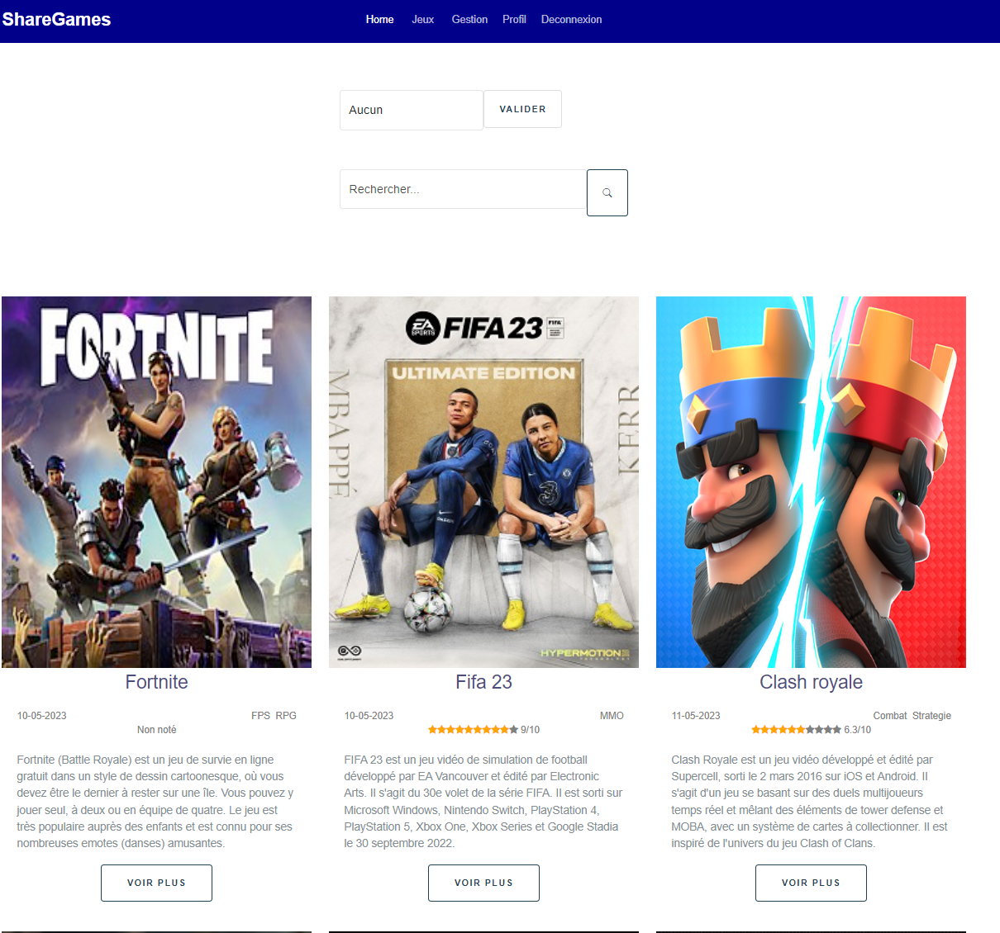 ShareGames
Home Jeux Gestion Profil Deconnexion
Aucun
VALIDER
Rechercher...
FORTNITE
EA SPORTS FIFA 23
FIFA
ULTIMATE EDITION
MBAPPÉ
KERR
3
HYPERMOTION2
TECHNOLOGY
Fortnite
10-05-2023
FPS RPG
Non noté
Fortnite (Battle Royale) est un jeu de survie en ligne
gratuit dans un style de dessin cartoonesque, où vous
devez être le dernier à rester sur une île. Vous pouvez y
jouer seul, à deux ou en équipe de quatre. Le jeu est
très populaire auprès des enfants et est connu pour ses
nombreuses emotes (danses) amusantes.
VOIR PLUS
Fifa 23
10-05-2023
MMO
9/10
FIFA 23 est un jeu vidéo de simulation de football
développé par EA Vancouver et édité par Electronic
Arts. Il s'agit du 30e volet de la série FIFA. Il est sorti sur
Microsoft Windows, Nintendo Switch, PlayStation 4,
PlayStation 5, Xbox One, Xbox Series et Google Stadia
le 30 septembre 2022.
VOIR PLUS
Clash royale
11-05-2023
Combat Strategie
6.3/10
Clash Royale est un jeu vidéo développé et édité par
Supercell, sorti le 2 mars 2016 sur iOS et Android. Il
s'agit d'un jeu se basant sur des duels multijoueurs
temps réel et mêlant des éléments de tower defense et
MOBA, avec un système de cartes à collectionner. Il est
inspiré de l'univers du jeu Clash of Clans.
VOIR PLUS